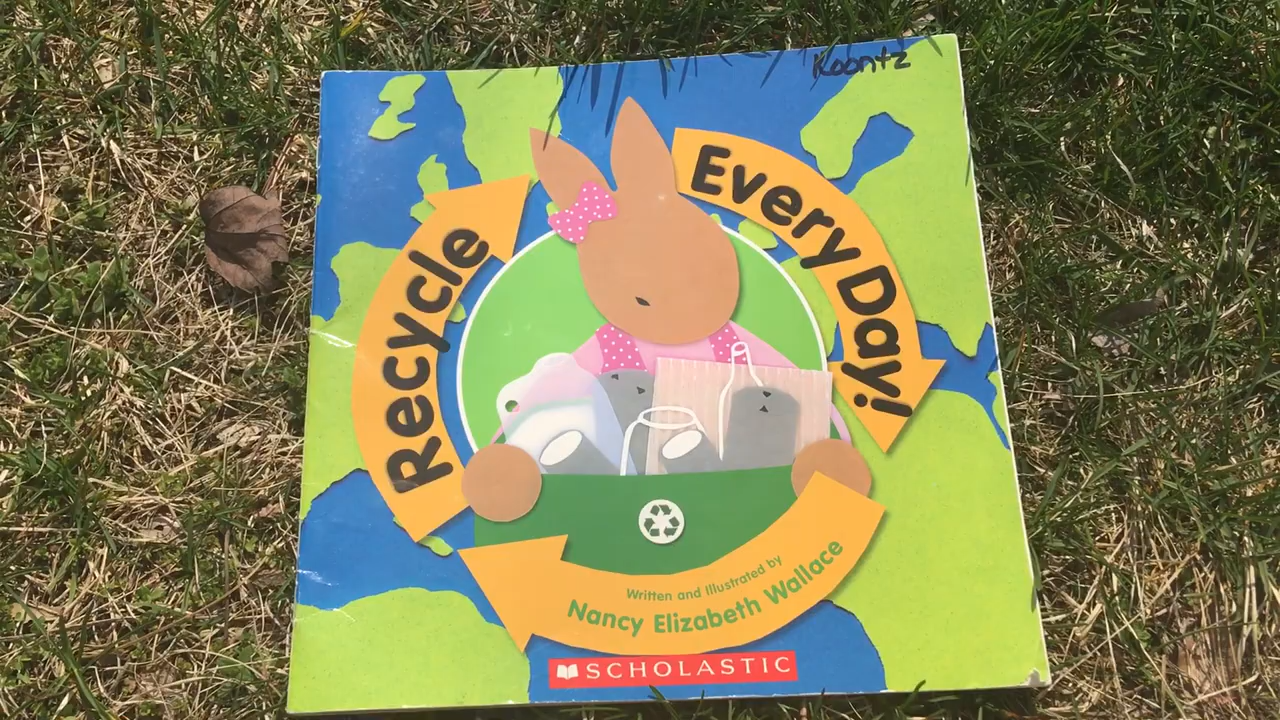 Koontz
Recycle
Every Day!
Written and Illustrated by
Nancy Elizabeth Wallace
SCHOLASTIC